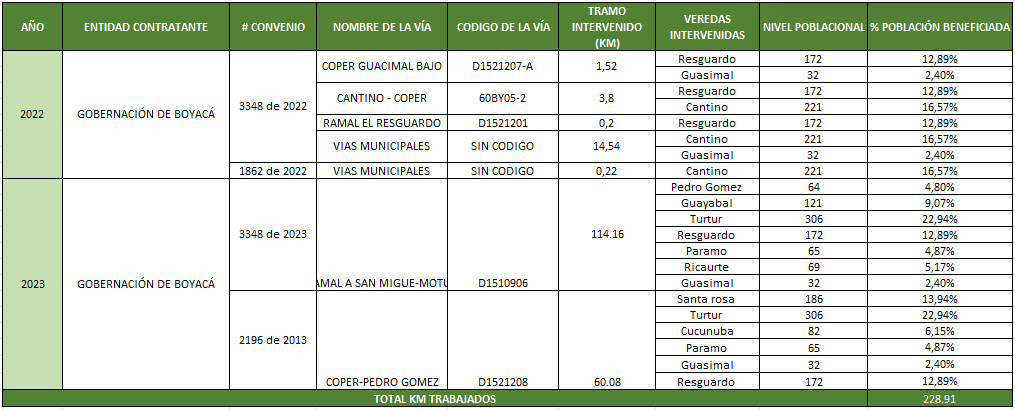 AÑO ENTIDAD CONTRATANTE # CONVENIO NOMBRE DE LA VÍA CODIGO DE LA VÍA TRAMO INTERVENIDO (KM) VEREDAS INTERVENIDAS NIVEL POBLACIONAL % POBLACIÓN BENEFICIADA
2022 GOBERNACIÓN DE BOYACÁ 3348 de 2022 COPER GUACIMAL BAJO D1521207-A 1,52 Resguardo 172 12,89%
Guasimal 32 2,40%
CANTINO - COPER 60BY05-2 3,8 Resguardo 172 12,89%
Cantino 221 16,57%
RAMAL EL RESGUARDO D1521201 0,2 Resguardo 172 12,89%
VIAS MUNICIPALES SIN CODIGO 14,54 Cantino 221 16,57%
Guasimal 32 2,40%
1862 de 2022 VIAS MUNICIPALES SIN CODIGO 0,22 Cantino 221 16,57%
2023 GOBERNACIÓN DE BOYACÁ 3348 de 2023 AMAL A SAN MIGUE-MOTU D1510906 114.16 Pedro Gomez 64 4,80%
Guayabal 121 9,07%
Turtur 306 22,94%
Resguardo 172 12,89%
Paramo 65 4,87%
Ricaurte 69 5,17%
Guasimal 32 2,40%
2196 de 2013 COPER-PEDRO GOMEZ D1521208 60.08 Santa rosa 186 13,94%
Turtur 306 22,94%
Cucunuba 82 6,15%
Paramo 65 4,87%
Guasimal 32 2,40%
Resguardo 172 12,89%
TOTAL KM TRABAJADOS 228.91